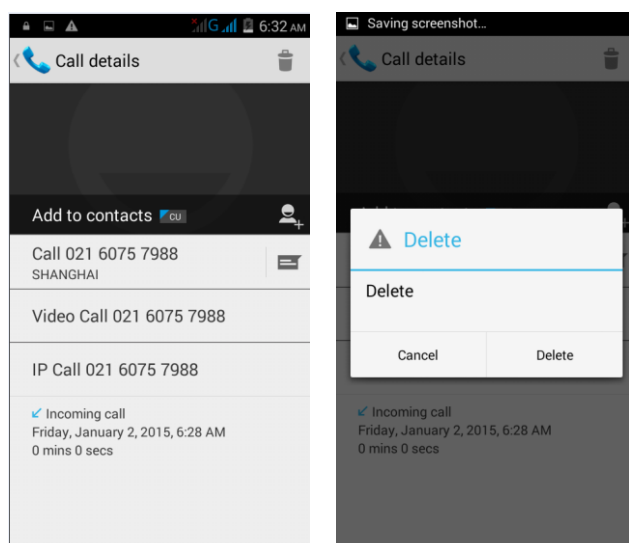 G 6:32 AM
Call details
Add to contacts CU
Call 021 6075 7988
SHANGHAI
Video Call 021 6075 7988
IP Call 021 6075 7988
Incoming call
Friday, January 2, 2015, 6:28 AM
0 mins 0 secs
Saving screenshot...
Call details
Delete
Delete
Cancel Delete
Incoming call
Friday, January 2, 2015, 6:28 AM
0 mins 0 secs